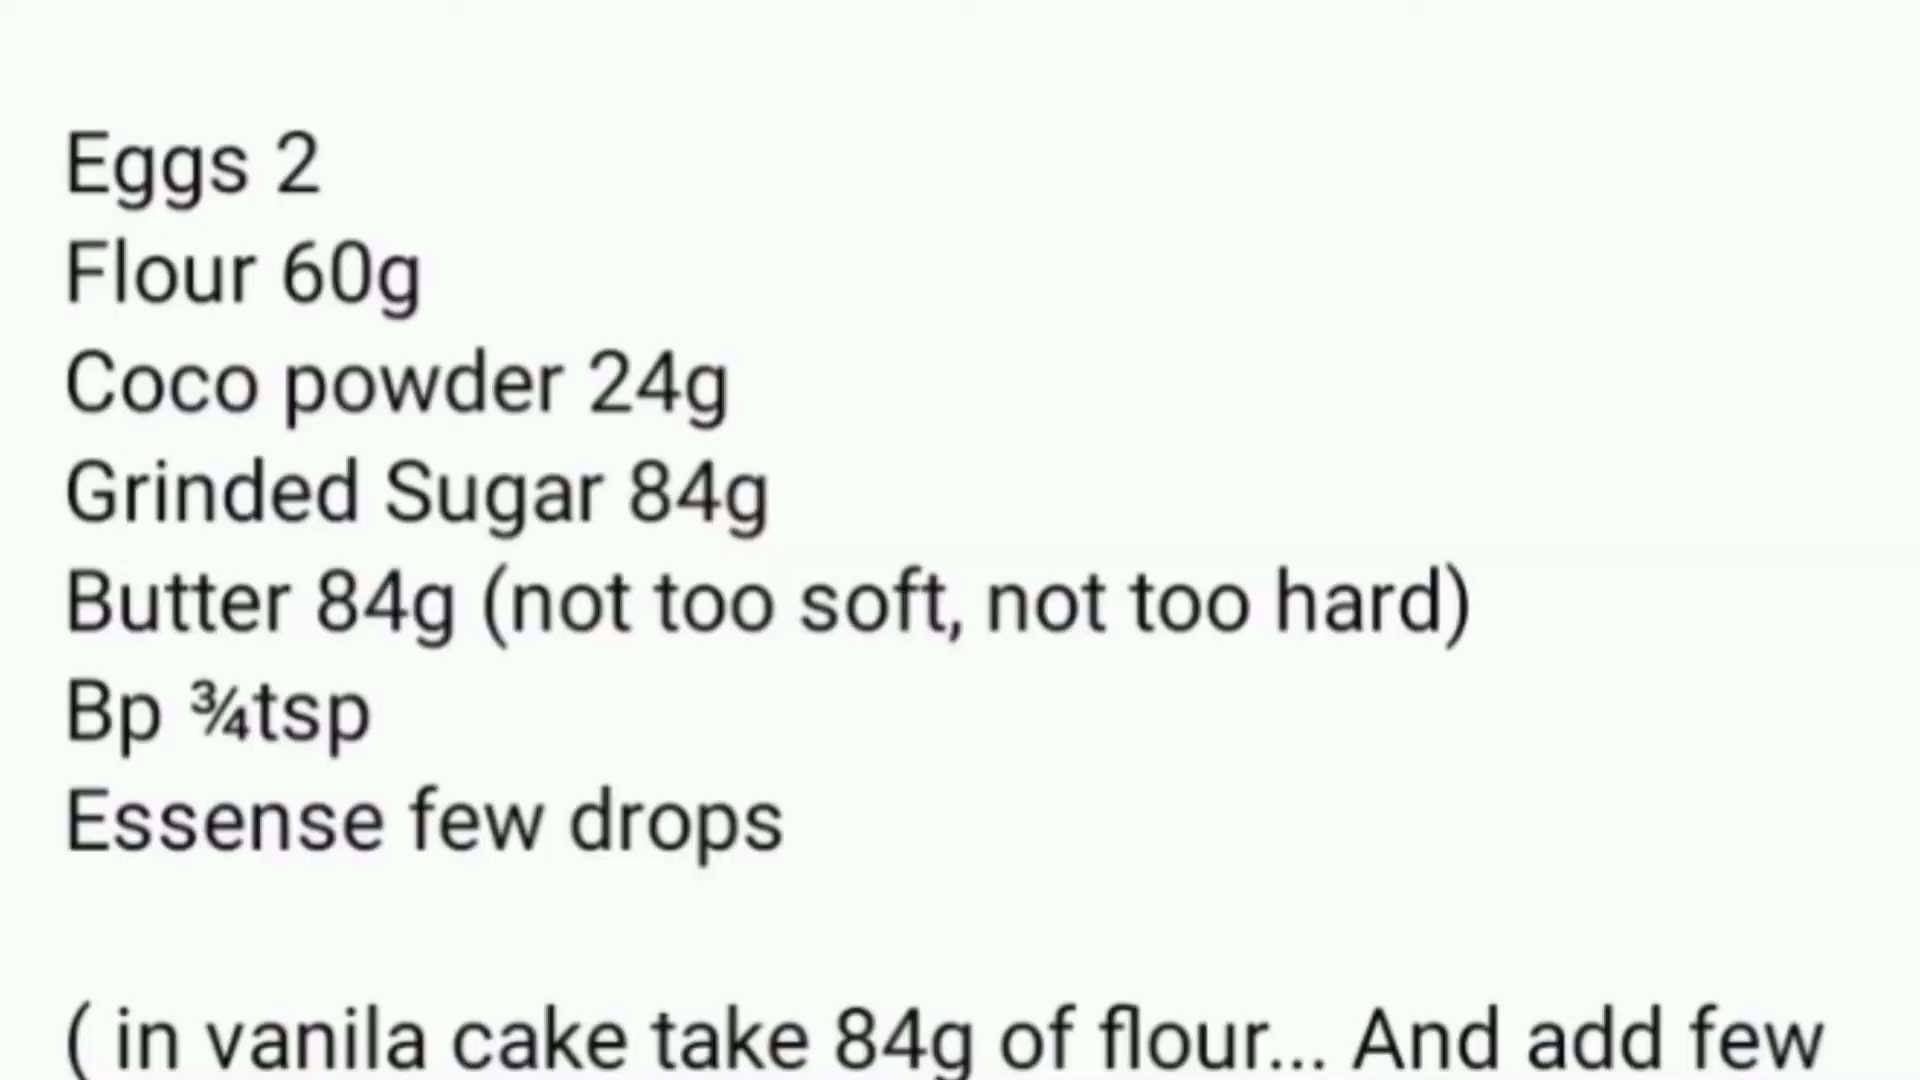 Eggs 2
Flour 60g
Coco powder 24g
Grinded Sugar 84g
Butter 84g (not too soft, not too hard)
Bp ¾tsp
Essense few drops
( in vanila cake take 84g of flour... And add few